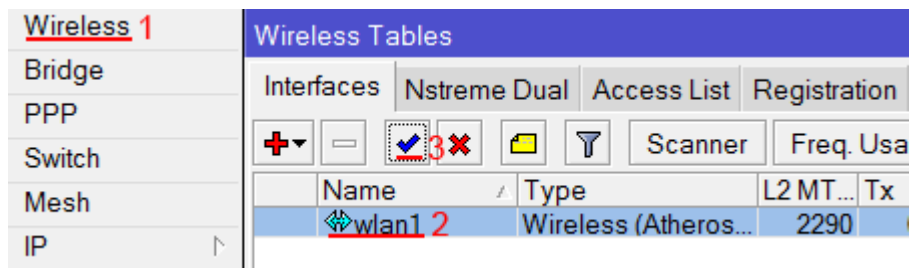 Wireless 1
Bridge
PPP
Switch
Mesh
IP
Wireless Tables
Interfaces Nstreme Dual Access List Registration
3 Scanner Freq. Usa
Name Type L2 MT... Tx
wlan1 2 Wireless (Atheros... 2290